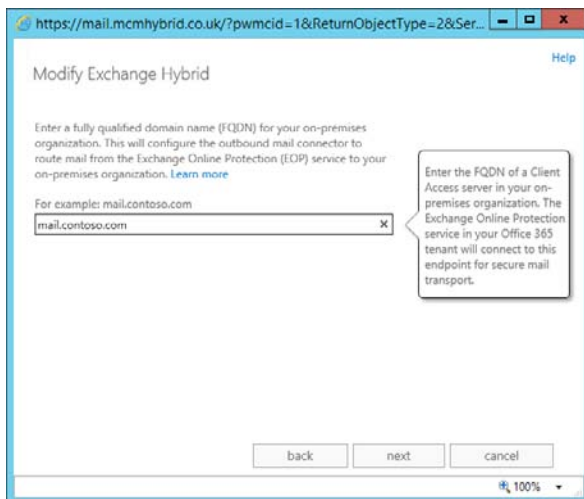 https://mail.mcmhybrid.co.uk/?pwmcid=1&ReturnObjectType=2&Ser...
Help
Modify Exchange Hybrid
Enter a fully qualified domain name (FQDN) for your on-premises
organization. This will configure the outbound mail connector to
route mail from the Exchange Online Protection (EOP) service to your
on-premises organization. Learn more
For example: mail.contoso.com
mail.contoso.com
Enter the FQDN of a Client
Access server in your on-
premises organization. The
Exchange Online Protection
service in your Office 365
tenant will connect to this
endpoint for secure mail
transport.
back next cancel
100%